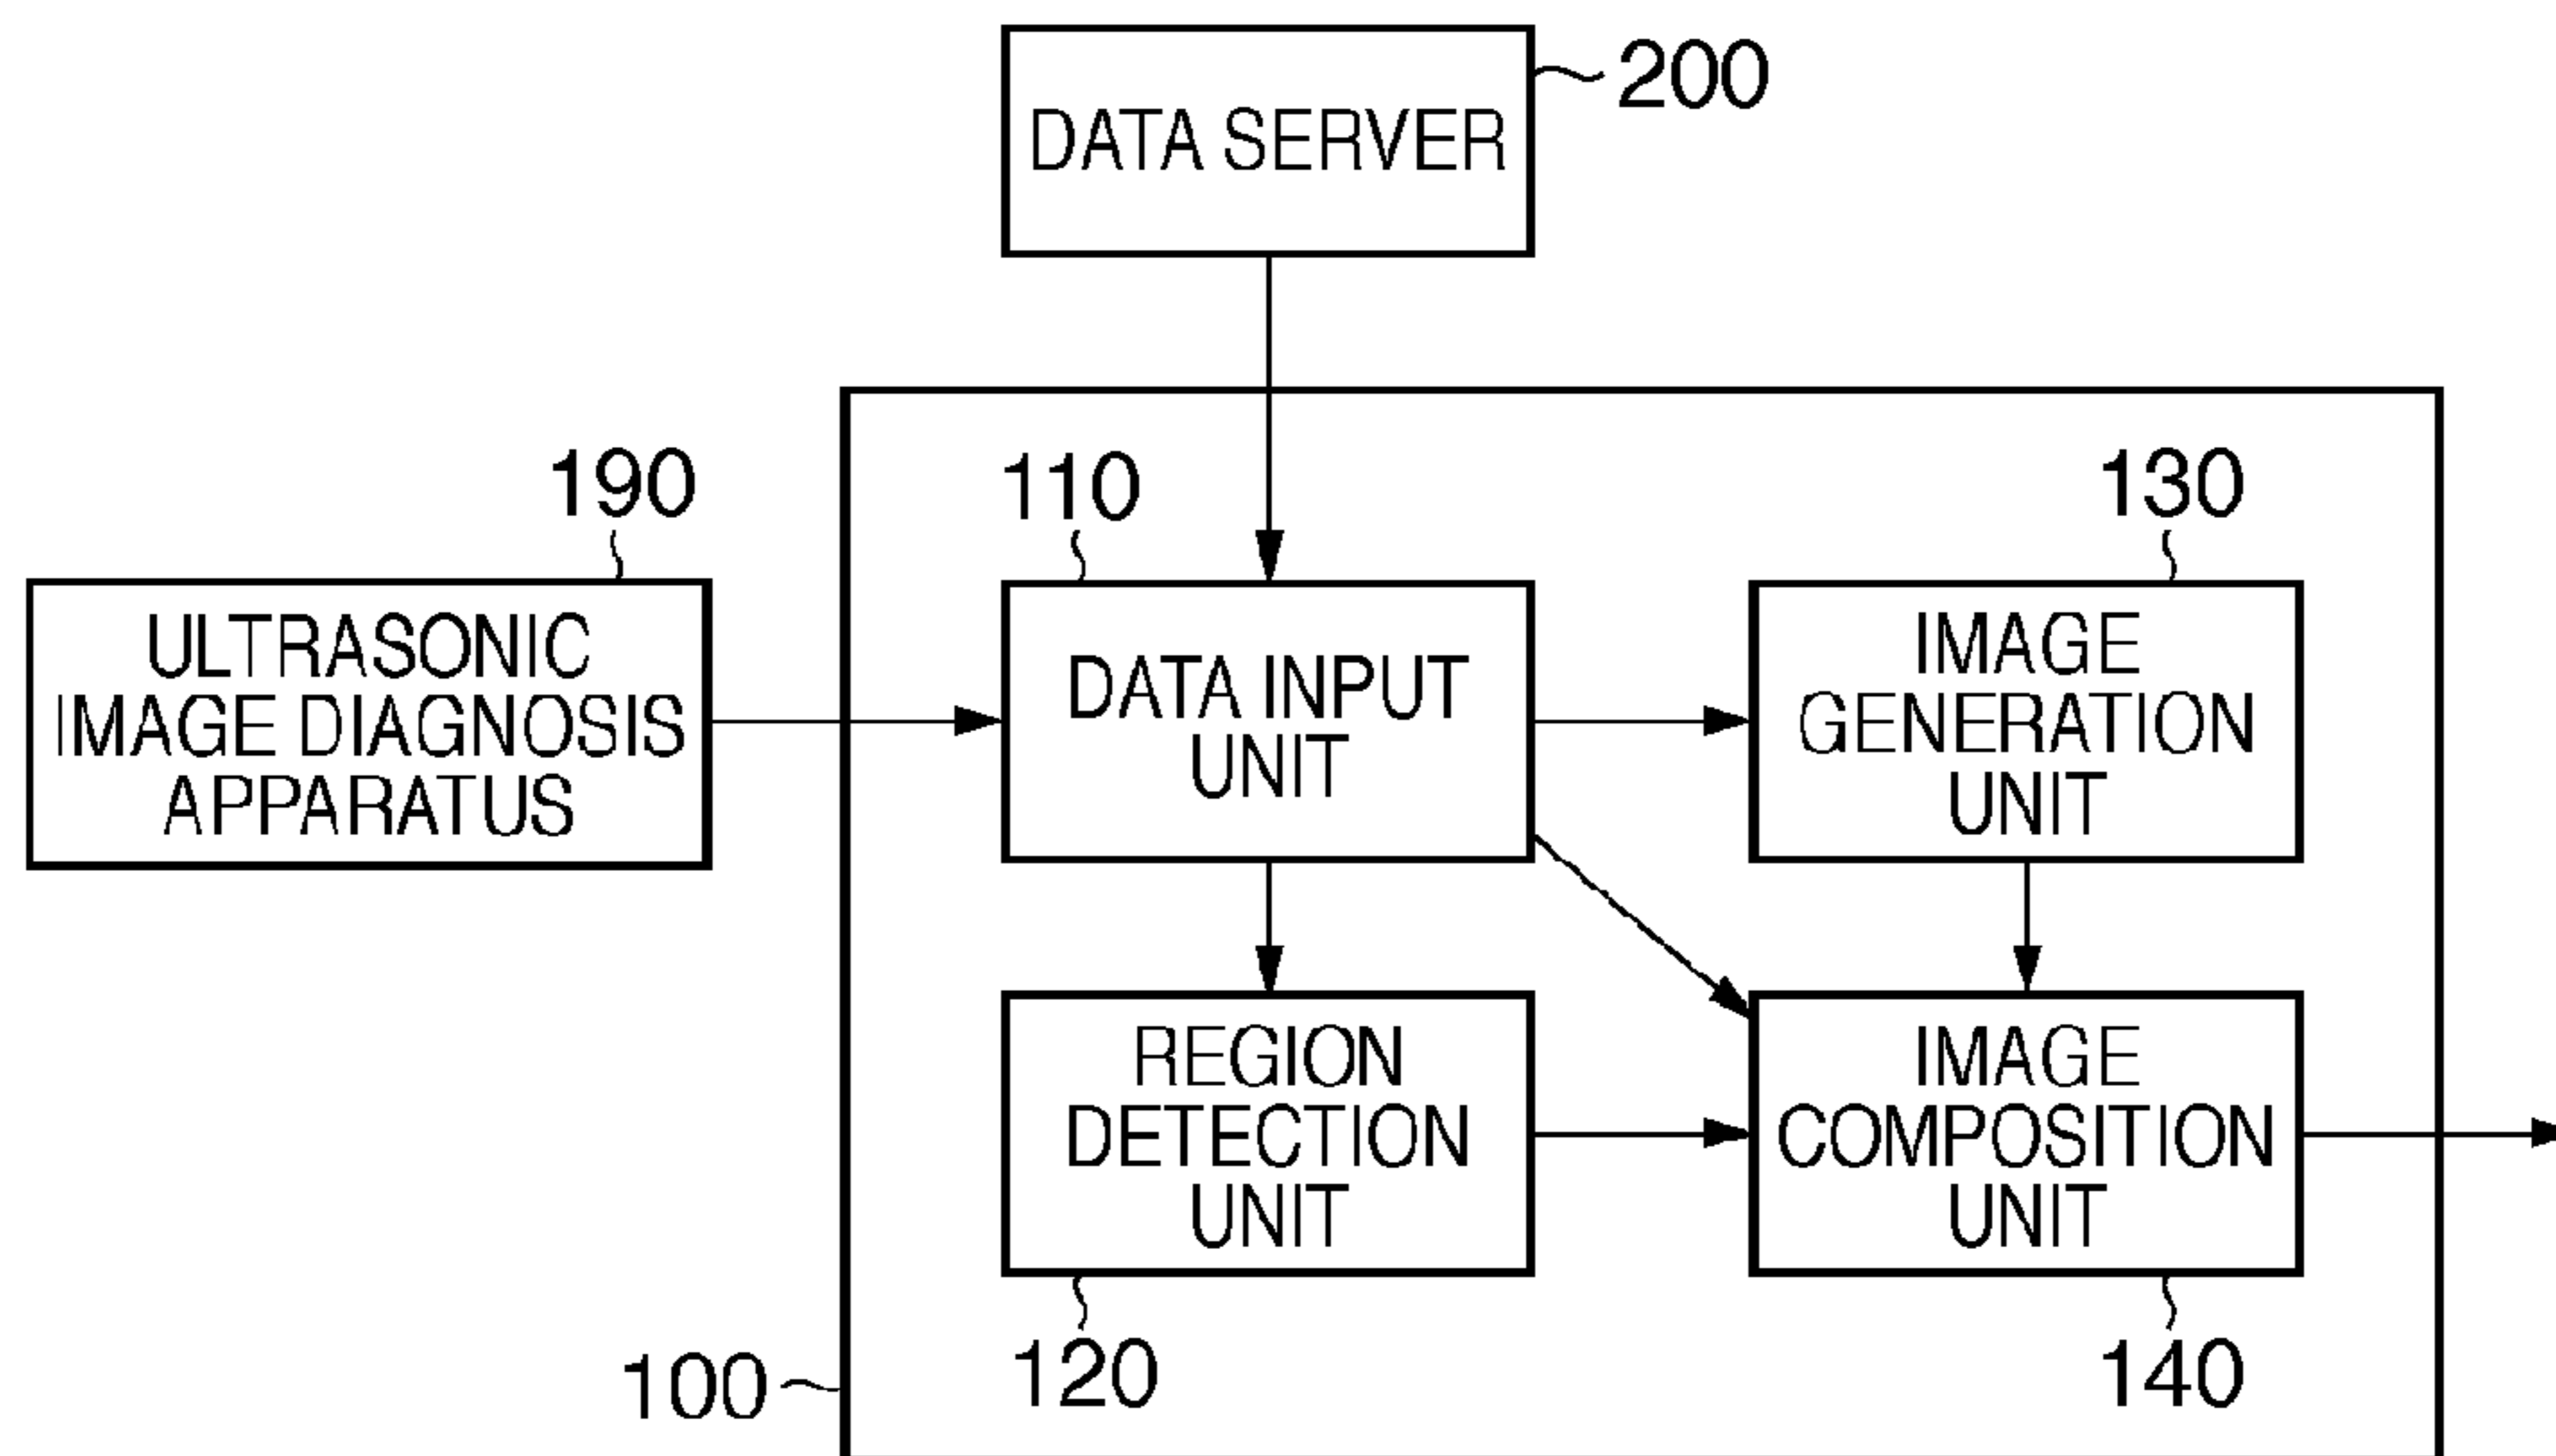 200
DATA SERVER
190
110
130
ULTRASONIC
IMAGE DIAGNOSIS
APPARATUS
DATA INPUT
UNIT
IMAGE
GENERATION
UNIT
REGION
DETECTION
UNIT
IMAGE
COMPOSITION
UNIT
100
120
140